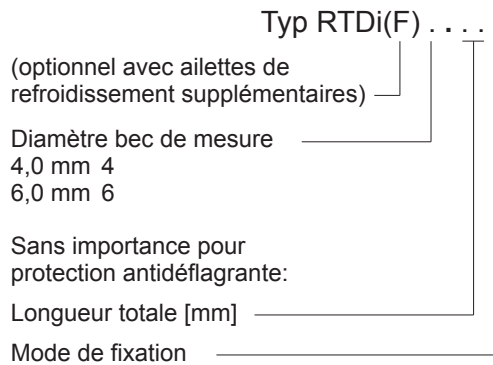 Typ RTDi(F) . . . .
(optionnel avec ailettes de
refroidissement supplémentaires)
Diamètre bec de mesure
4,0 mm 4
6,0 mm 6
Sans importance pour
protection antidéflagrante:
Longueur totale [mm]
Mode de fixation